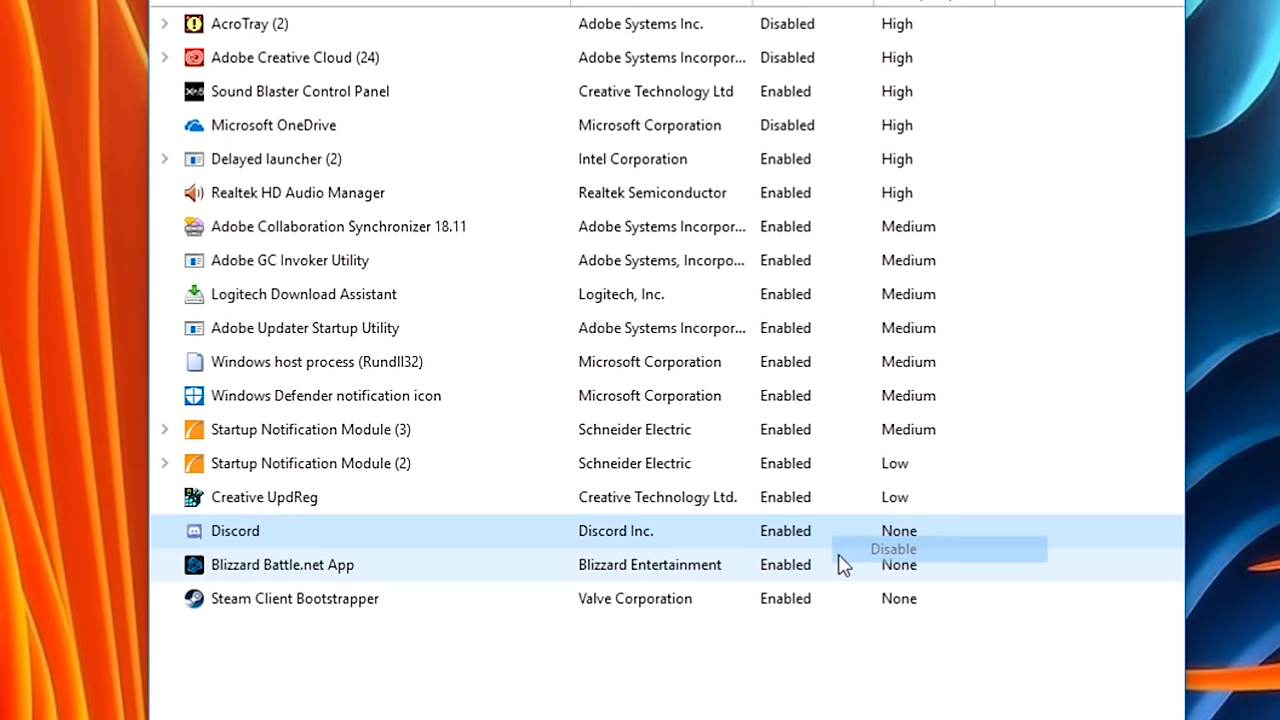 AcroTray (2) Adobe Systems Inc. Disabled High
Adobe Creative Cloud (24) Adobe Systems Incorpor... Disabled High
Sound Blaster Control Panel Creative Technology Ltd Enabled High
Microsoft OneDrive Microsoft Corporation Disabled High
Delayed launcher (2) Intel Corporation Enabled High
Realtek HD Audio Manager Realtek Semiconductor Enabled High
Adobe Collaboration Synchronizer 18.11 Adobe Systems Incorpor... Enabled Medium
Adobe GC Invoker Utility Adobe Systems, Incorpo... Enabled Medium
Logitech Download Assistant Logitech, Inc. Enabled Medium
Adobe Updater Startup Utility Adobe Systems Incorpor... Enabled Medium
Windows host process (Rundll32) Microsoft Corporation Enabled Medium
Windows Defender notification icon Microsoft Corporation Enabled Medium
Startup Notification Module (3) Schneider Electric Enabled Medium
Startup Notification Module (2) Schneider Electric Enabled Low
Creative UpdReg Creative Technology Ltd. Enabled Low
Discord Discord Inc. Enabled None
Disable
Blizzard Battle.net App Blizzard Entertainment Enabled None
Steam Client Bootstrapper Valve Corporation Enabled None